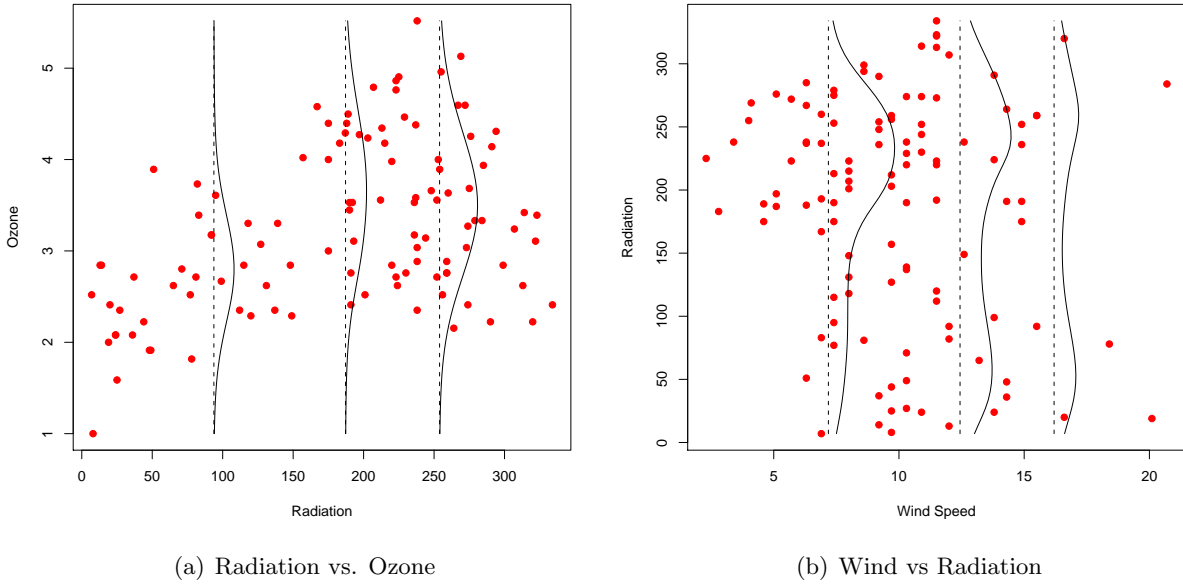 5
4
3
2
1
Ozone
0 50 100 150 200 250 300
Radiation
300
250
200
150
100
50
0
Radiation
5 10 15 20
Wind Speed
(a) Radiation vs. Ozone
(b) Wind vs Radiation